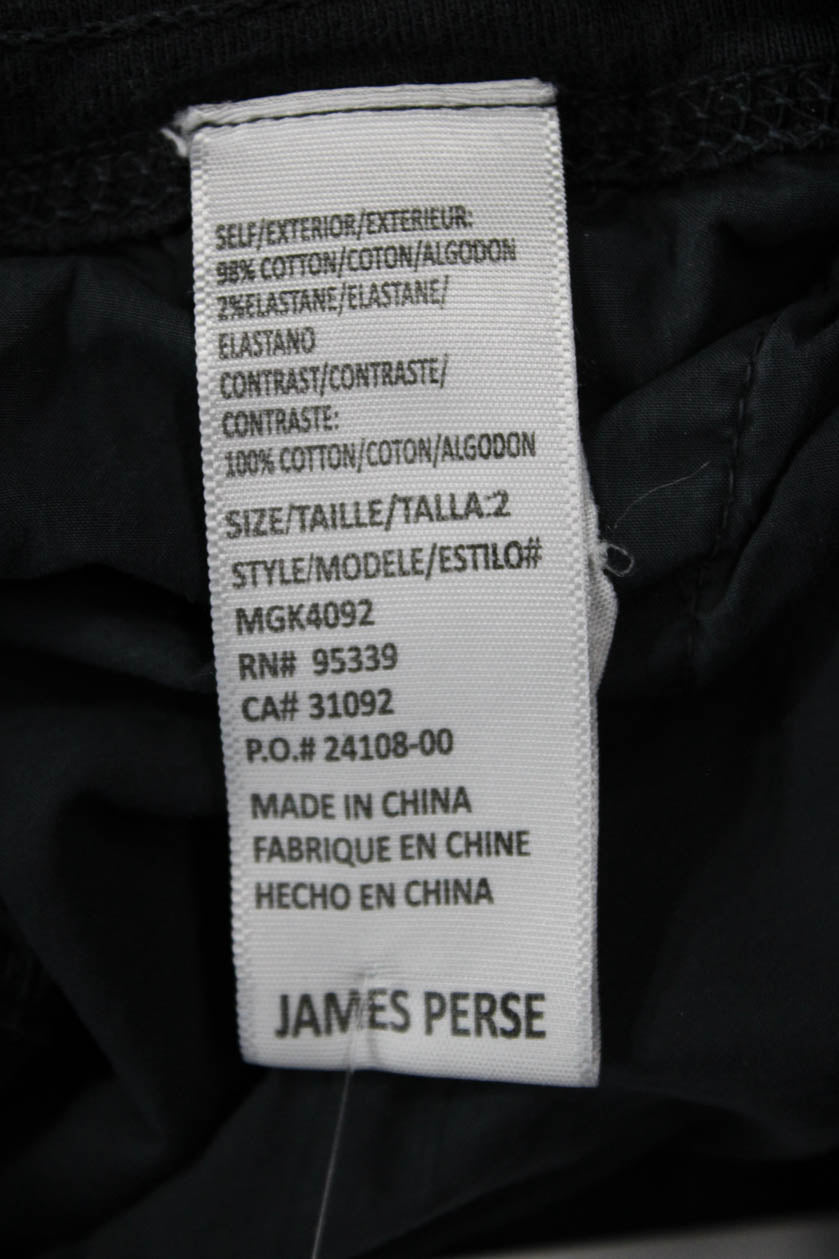 SELF/EXTERIOR/EXTERIEUR:
98% COTTON/COTON/ALGODON
2%ELASTANE/ELASTANE/
ELASTANO
CONTRAST/CONTRASTE/
CONTRASTE:
100% COTTON/COTON/ALGODON
SIZE/TAILLE/TALLA:2
STYLE/MODELE/ESTILO#
MGK4092
RN# 95339
CA# 31092
P.O.# 24108-00
MADE IN CHINA
FABRIQUE EN CHINE
HECHO EN CHINA
JAMES PERSE